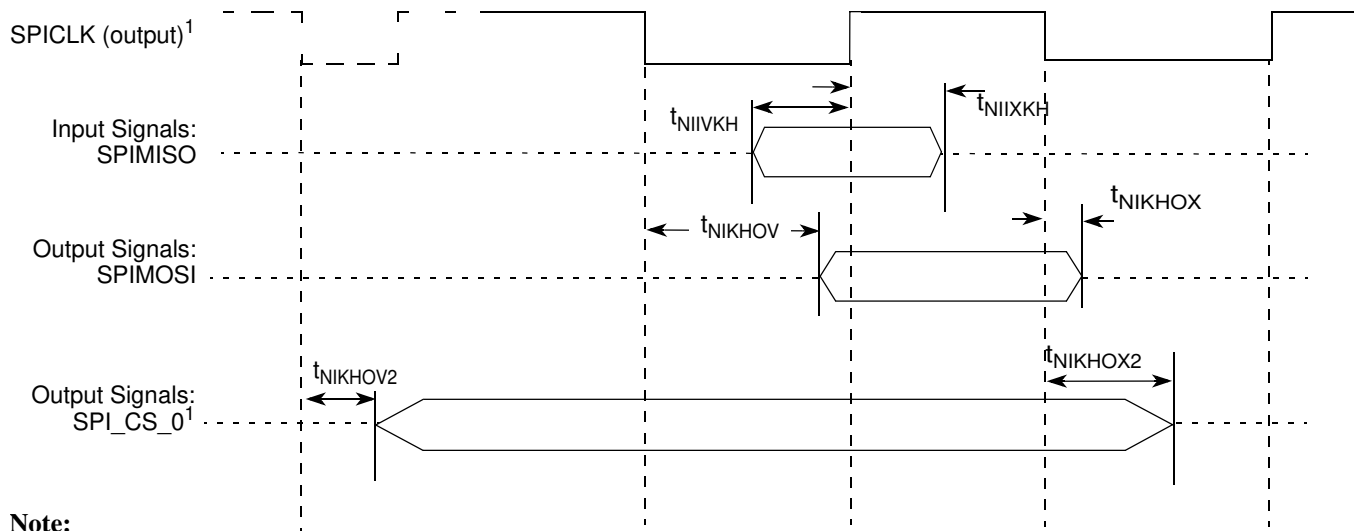 SPICLK (output)1
tNIIVKH
tNIIXKH
Input Signals:
SPIMISO
tNIKHOX
tNIKHOV
Output Signals:
SPIMOSI
tNIKHOV2
tNIKHOX2
Output Signals:
SPI_CS_01
Note: